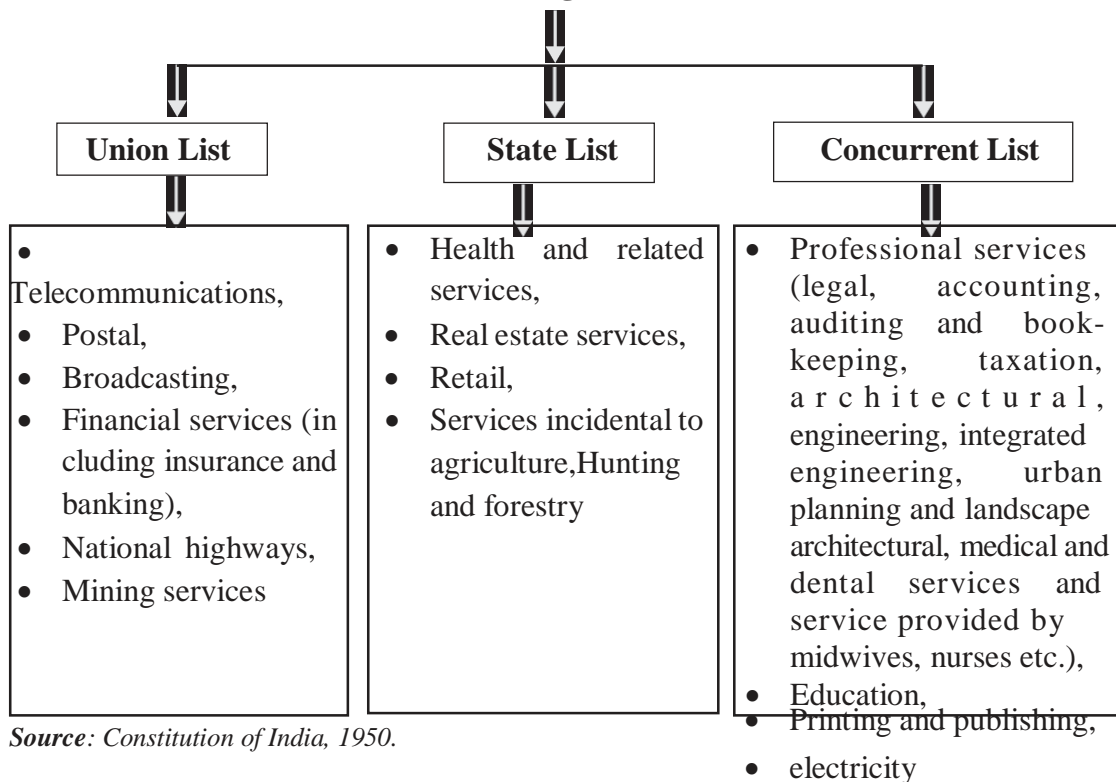 Union List
State List
Concurrent List
•
Telecommunications,
• Postal,
• Broadcasting,
• Financial services (in
cluding insurance and
banking),
• National highways,
• Mining services
• Health and related
services,
• Real estate services,
• Retail,
• Services incidental to
agriculture,Hunting
and forestry
• Professional services
(legal, accounting,
auditing and book-
keeping, taxation,
architectural,
engineering, integrated
engineering, urban
planning and landscape
architectural, medical and
dental services and
service provided by
midwives, nurses etc.),
• Education,
• Printing and publishing,
• electricity
Source: Constitution of India, 1950.